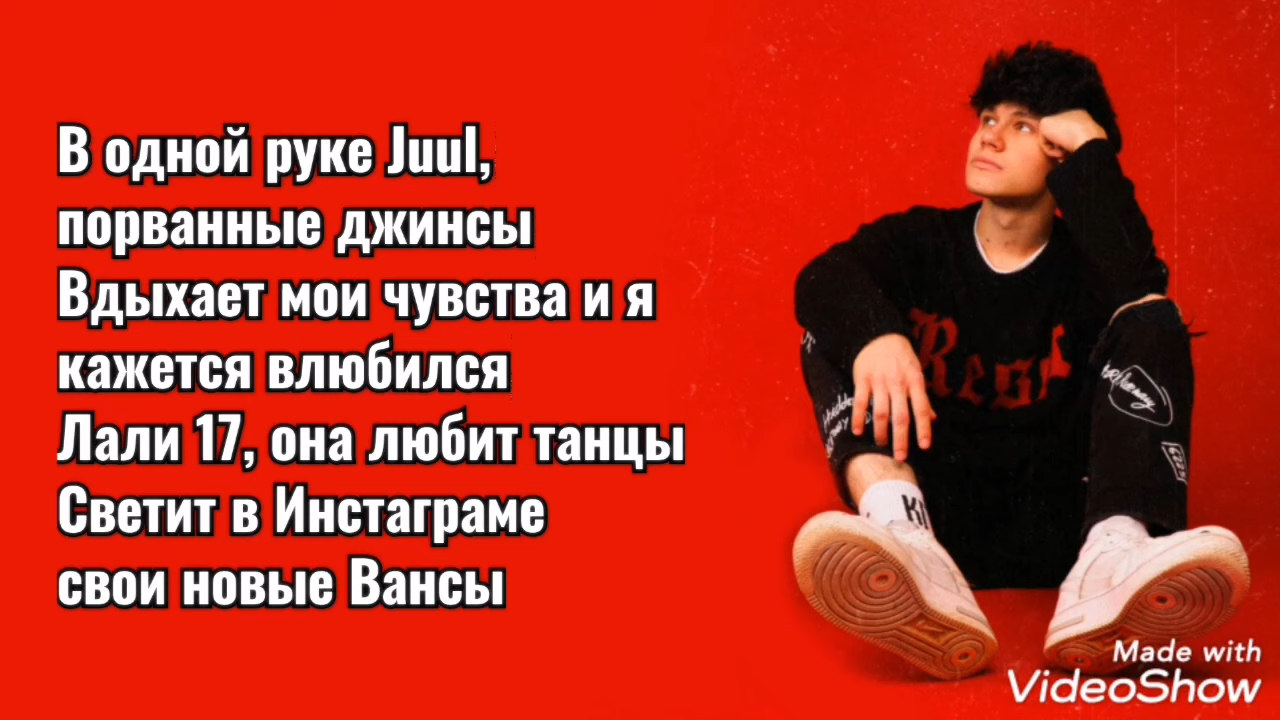 В одной руке Juul,
порванные джинсы
Вдыхает мои чувства и я
кажется влюбился
Лали 17, она любит танцы
Светит в Инстаграме
свои новые Вансы
Made with
VideoShow